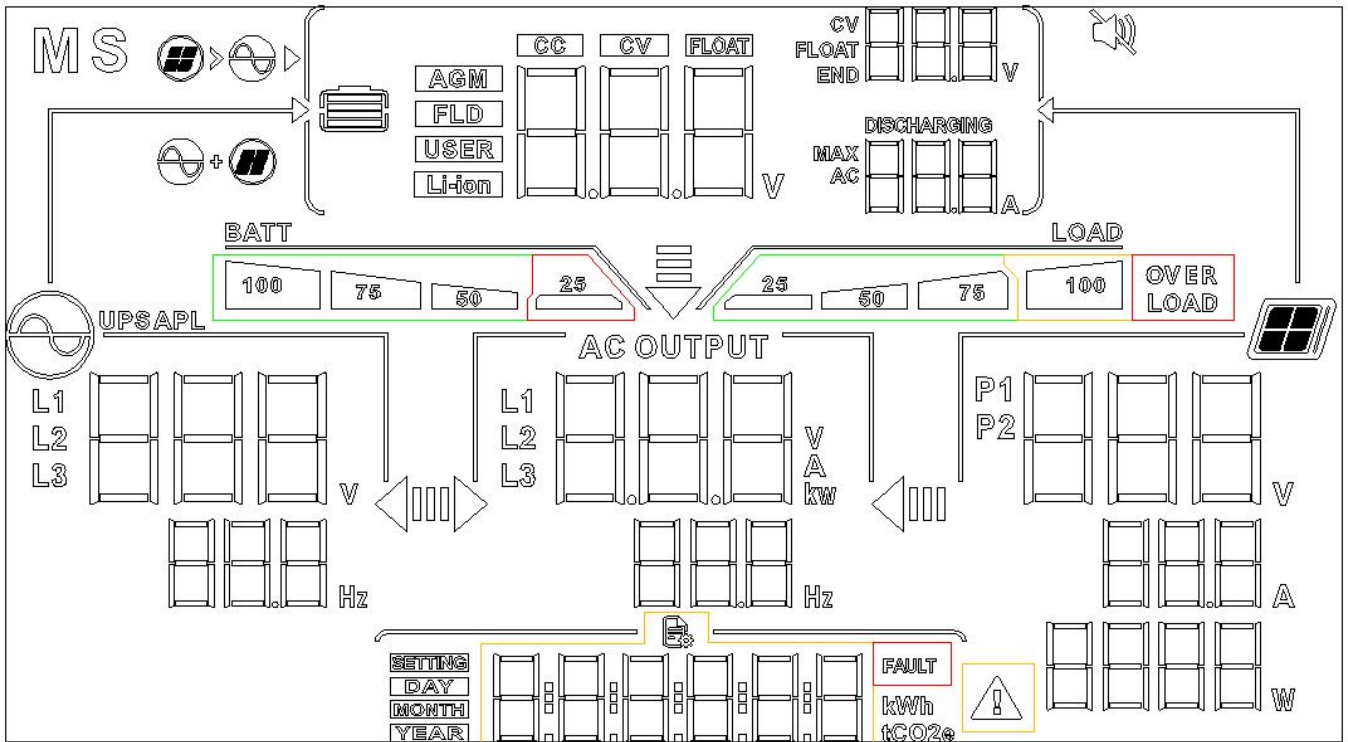 MS
CC CV FLOAT
AGM
FLD
USER
Li-ion
V
CV
FLOAT
END
V
DISCHARGING
MAX
AC
A
BATT
LOAD
100 75 50 25
25 50 75 100
OVER
LOAD
UPSAPL
AC OUTPUT
L1
L2
L3
V
Hz
L1
L2
L3
V
A
kw
Hz
P1
P2
V
A
W
SETTING
DAY
MONTH
YEAR
FAULT
kWh
tCO2e